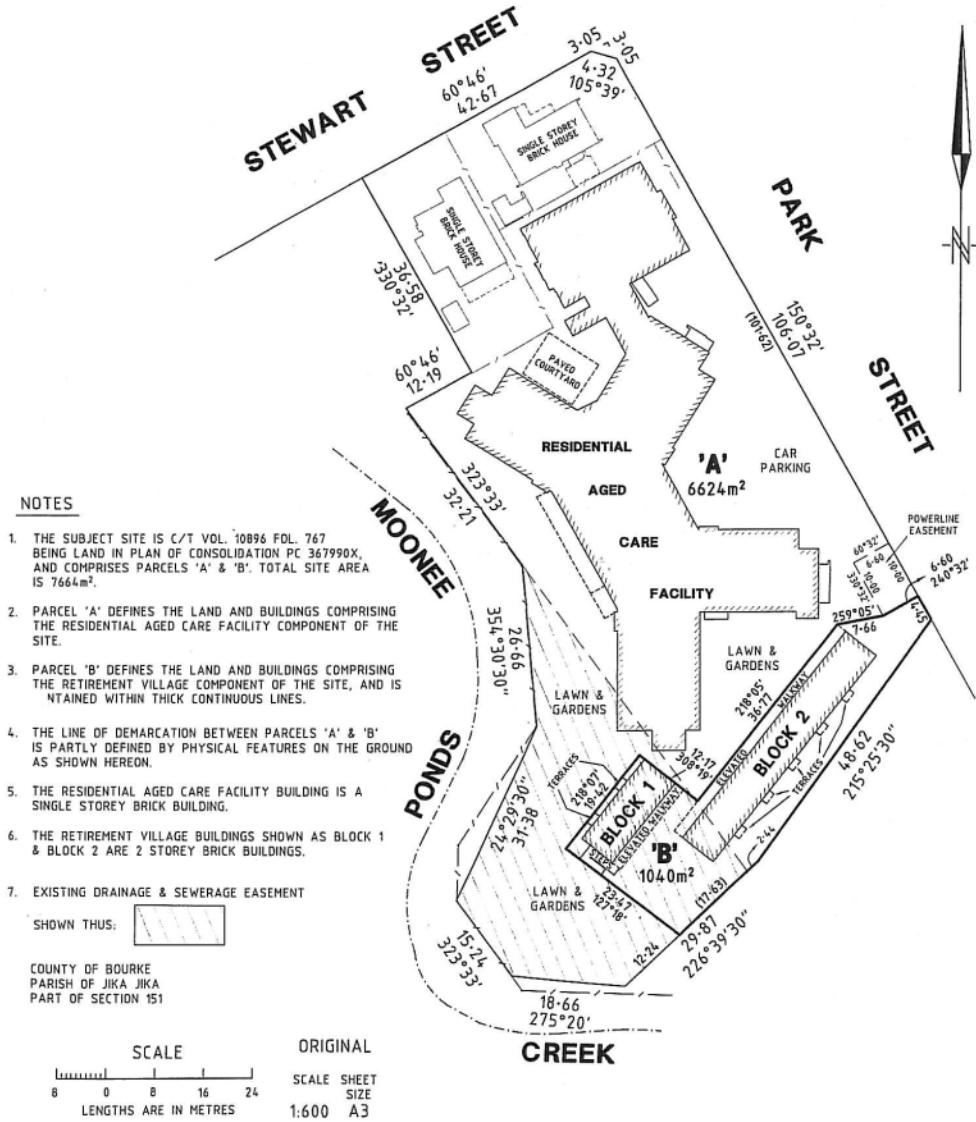 STEWART STREET
60°46'
42·67
3·05
3·05
4·32
105°39'
SINGLE STOREY
BRICK HOUSE
SINGLE STOREY
BRICK HOUSE
PARK STREET
36·58
330°32'
60°46'
12·19
PAVED
COURTYARD
(101·62)
150°32'
106·07
N
RESIDENTIAL
AGED
CARE
FACILITY
'A'
6624m²
CAR
PARKING
POWERLINE
EASEMENT
60°32'
6·60
10·00
10·00
330°32'
6·60
240°32'
4·45
259°05'
7·66
323°33'
32·21
MOONEE
PONDS
CREEK
26·66
354°30'30"
LAWN &
GARDENS
LAWN &
GARDENS
218°05'
36·77
ELEVATED WALKWAY
BLOCK 2
TERRACES
48·62
215°25'30"
TERRACES
218°07'
19·42
12·17
308°19'
BLOCK 1
ELEVATED WALKWAY
'B'
1040m²
2·44
24°29'30"
31·38
LAWN &
GARDENS
23·47
127°18'
(17·63)
29·87
226°39'30"
12·24
15·24
323°33'
18·66
275°20'
NOTES
1. THE SUBJECT SITE IS C/T VOL. 10896 FOL. 767
BEING LAND IN PLAN OF CONSOLIDATION PC 367990X,
AND COMPRISES PARCELS 'A' & 'B'. TOTAL SITE AREA
IS 7664m².
2. PARCEL 'A' DEFINES THE LAND AND BUILDINGS COMPRISING
THE RESIDENTIAL AGED CARE FACILITY COMPONENT OF THE
SITE.
3. PARCEL 'B' DEFINES THE LAND AND BUILDINGS COMPRISING
THE RETIREMENT VILLAGE COMPONENT OF THE SITE, AND IS
NTAINED WITHIN THICK CONTINUOUS LINES.
4. THE LINE OF DEMARCATION BETWEEN PARCELS 'A' & 'B'
IS PARTLY DEFINED BY PHYSICAL FEATURES ON THE GROUND
AS SHOWN HEREON.
5. THE RESIDENTIAL AGED CARE FACILITY BUILDING IS A
SINGLE STOREY BRICK BUILDING.
6. THE RETIREMENT VILLAGE BUILDINGS SHOWN AS BLOCK 1
& BLOCK 2 ARE 2 STOREY BRICK BUILDINGS.
7. EXISTING DRAINAGE & SEWERAGE EASEMENT
SHOWN THUS:
COUNTY OF BOURKE
PARISH OF JIKA JIKA
PART OF SECTION 151
SCALE
8 0 8 16 24
LENGTHS ARE IN METRES
ORIGINAL
SCALE SHEET
SIZE
1:600 A3